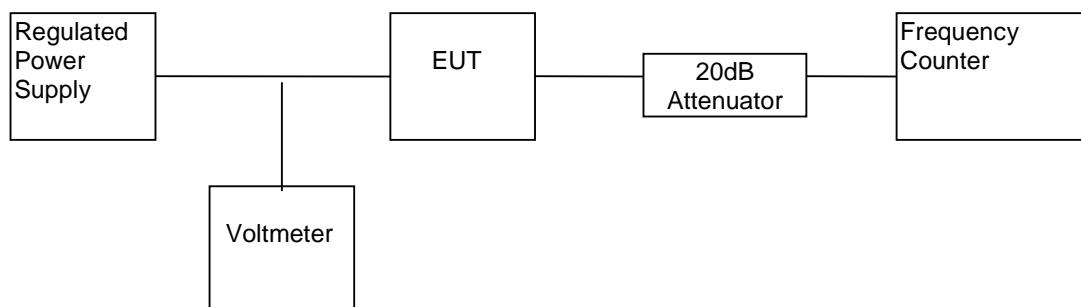 Regulated
Power
Supply
EUT
20dB
Attenuator
Frequency
Counter
Voltmeter